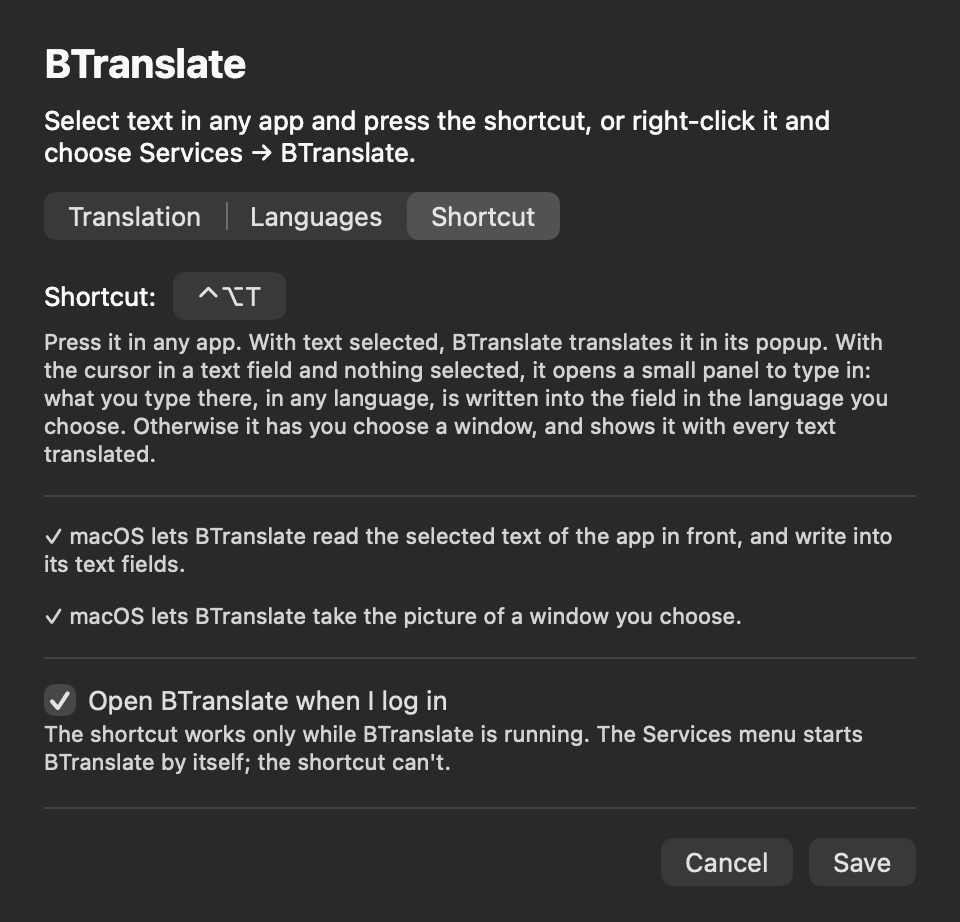 BTranslate
Select text in any app and press the shortcut, or right-click it and
choose Services → BTranslate.
Translation
Languages
Shortcut
Shortcut: ⌃⌥T
Press it in any app. With text selected, BTranslate translates it in its popup. With
the cursor in a text field and nothing selected, it opens a small panel to type in:
what you type there, in any language, is written into the field in the language you
choose. Otherwise it has you choose a window, and shows it with every text
translated.
✓ macOS lets BTranslate read the selected text of the app in front, and write into
its text fields.
✓ macOS lets BTranslate take the picture of a window you choose.
Open BTranslate when I log in
The shortcut works only while BTranslate is running. The Services menu starts
BTranslate by itself; the shortcut can't.
Cancel
Save